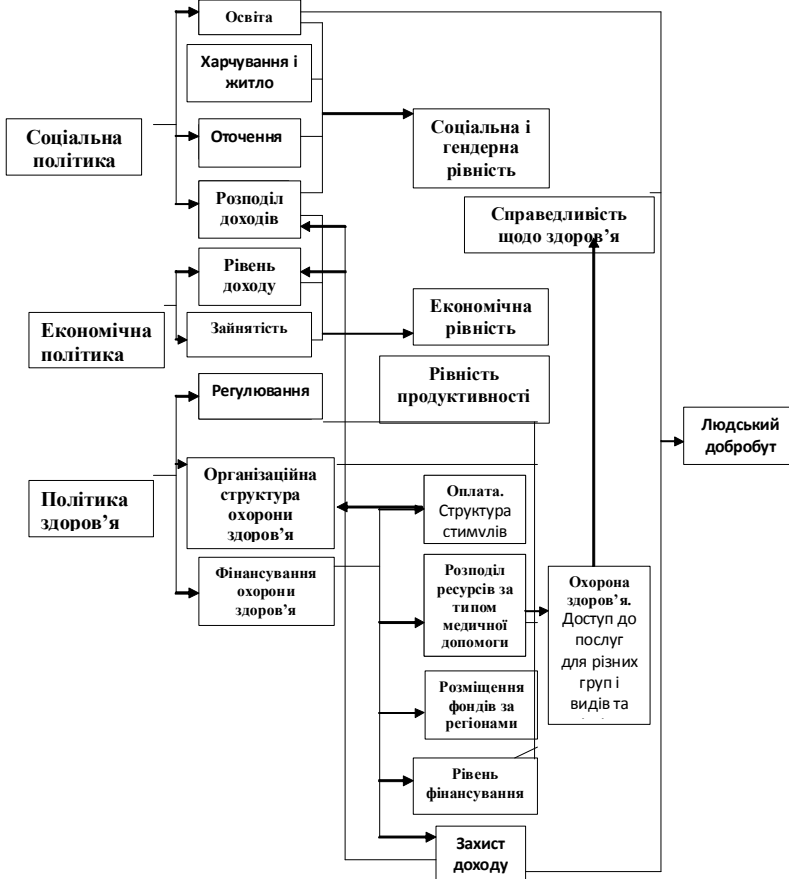 Освіта
Харчування і
житло
Соціальна
політика
Оточення
Соціальна і
гендерна
рівність
Розподіл
доходів
Справедливість
щодо здоров’я
Рівень
доходу
Економічна
політика
Зайнятість
Економічна
рівність
Рівність
продуктивності
Регулювання
Людський
добробут
Політика
здоров’я
Організаційна
структура
охорони
здоров’я
Оплата.
Структура
стимулів
Фінансування
охорони
здоров’я
Розподіл
ресурсів за
типом
медичної
допомоги
Охорона
здоров’я.
Доступ до
послуг
для різних
груп і
видів та
Розміщення
фондів за
регіонами
Рівень
фінансування
Захист
доходу